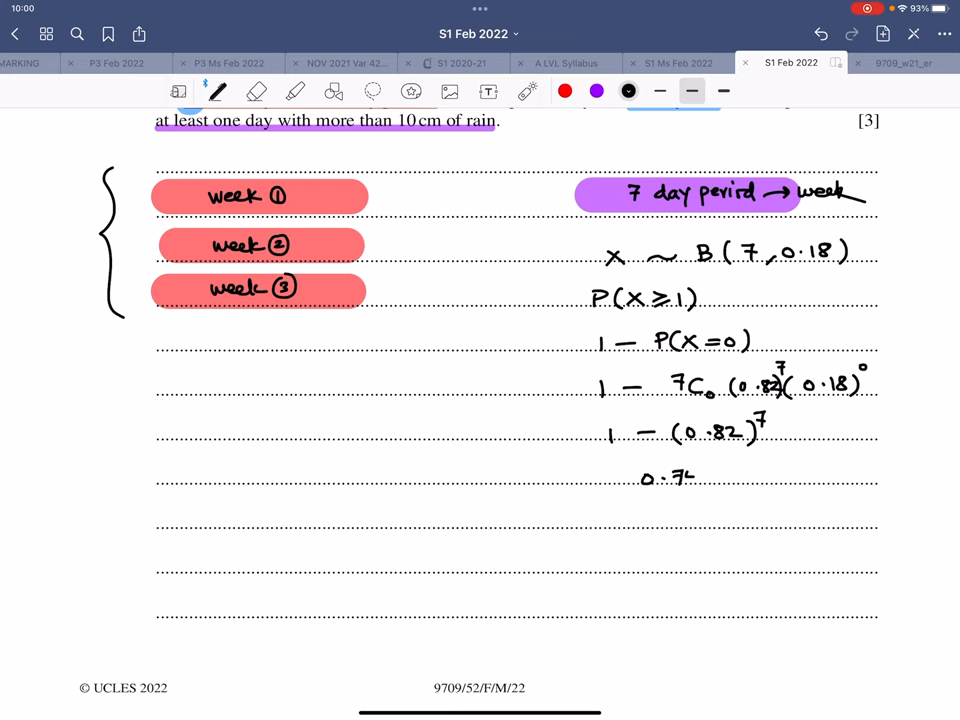 10:00
93%
S1 Feb 2022
MARKING
P3 Feb 2022
P3 Ms Feb 2022
NOV 2021 Var 42...
S1 2020-21
A LVL Syllabus
S1 Ms Feb 2022
S1 Feb 2022
9709_w21_er
at least one day with more than 10 cm of rain. [3]
week ①
week ②
week ③
7 day period → week
X ~ B(7, 0.18)
P(X ≥ 1)
1 − P(X = 0)
1 − ⁷C₀ (0.82)⁷(0.18)⁰
1 − (0.82)⁷
0.74
© UCLES 2022
9709/52/F/M/22